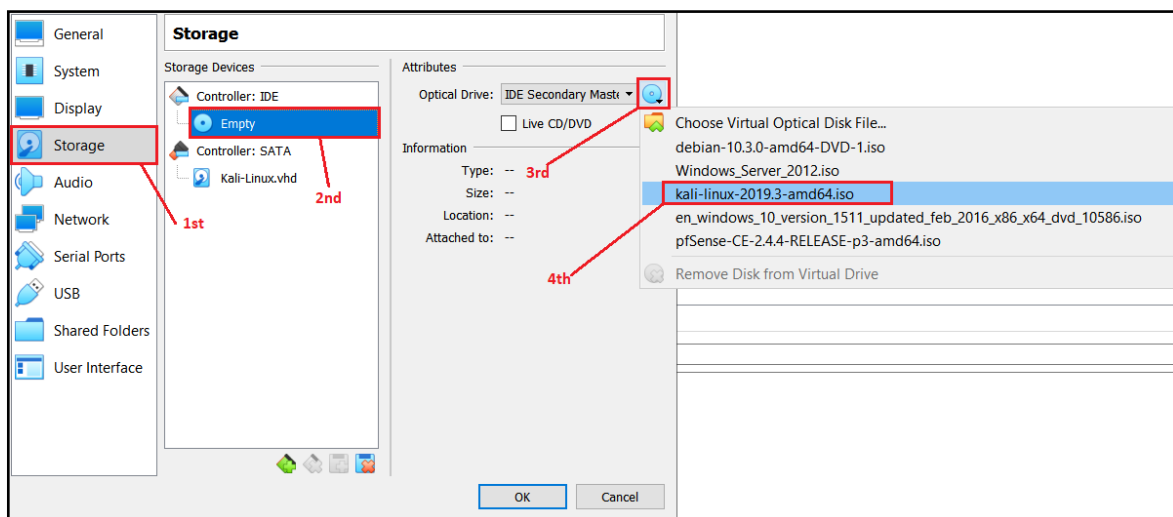 General
System
Display
Storage
Audio
Network
Serial Ports
USB
Shared Folders
User Interface
1st
Storage
Storage Devices
Controller: IDE
Empty
Controller: SATA
Kali-Linux.vhd
2nd
Attributes
Optical Drive: IDE Secondary Maste
Live CD/DVD
Information
Type: --
Size: --
Location: --
Attached to: --
3rd
4th
Choose Virtual Optical Disk File...
debian-10.3.0-amd64-DVD-1.iso
Windows_Server_2012.iso
kali-linux-2019.3-amd64.iso
en_windows_10_version_1511_updated_feb_2016_x86_x64_dvd_10586.iso
pfSense-CE-2.4.4-RELEASE-p3-amd64.iso
Remove Disk from Virtual Drive
OK
Cancel